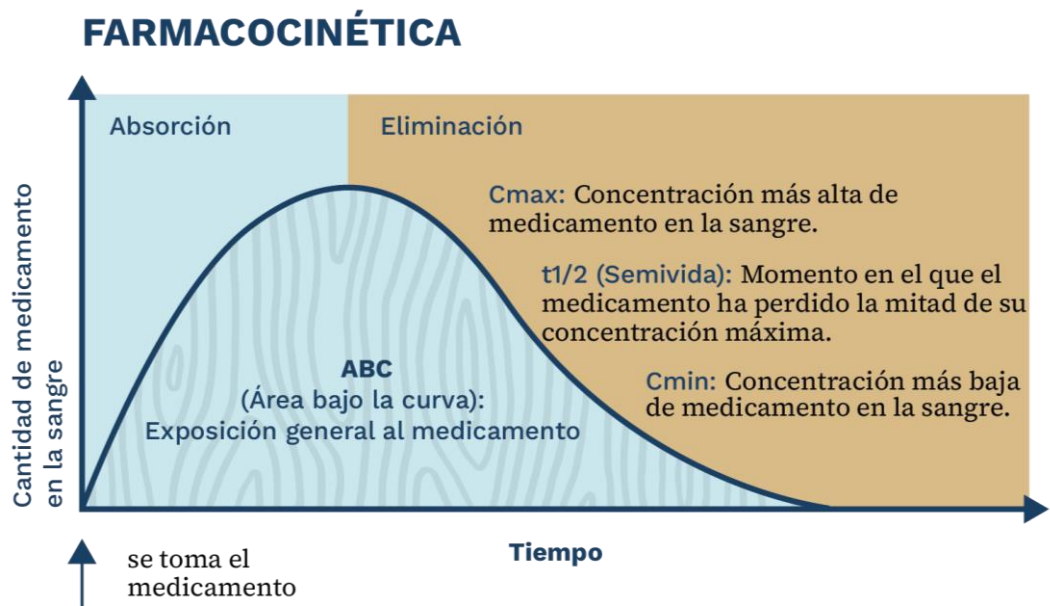 FARMACOCINÉTICA
Absorción
Eliminación
Cmax: Concentración más alta de
medicamento en la sangre.
t1/2 (Semivida): Momento en el que el
medicamento ha perdido la mitad de su
concentración máxima.
Cmin: Concentración más baja
de medicamento en la sangre.
ABC
(Área bajo la curva):
Exposición general al medicamento
Cantidad de medicamento
en la sangre
Tiempo
se toma el
medicamento